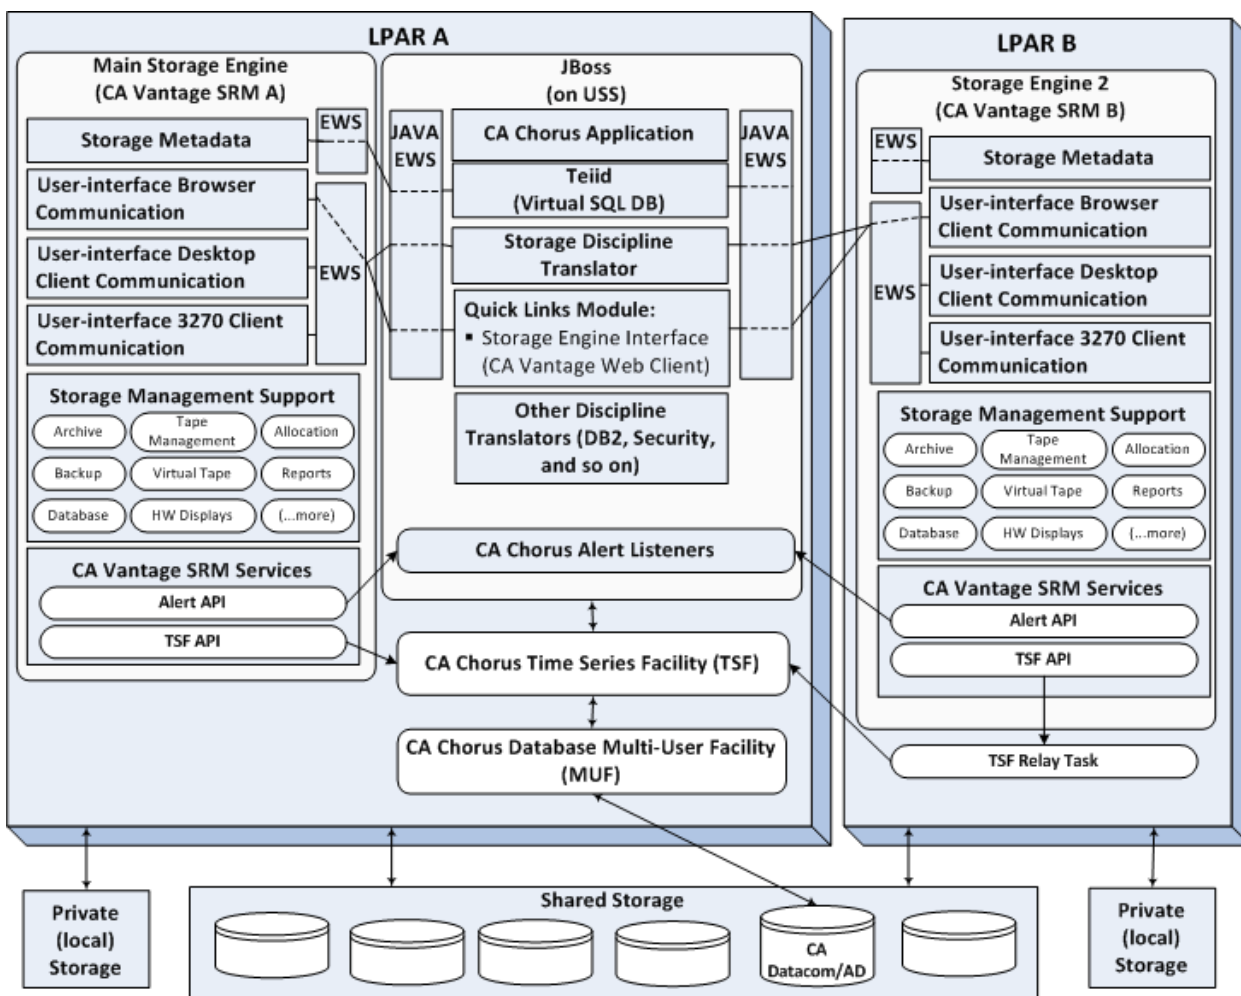 LPAR A
Main Storage Engine
(CA Vantage SRM A)
Storage Metadata
EWS
User-interface Browser
Communication
User-interface Desktop
Client Communication
User-interface 3270 Client
Communication
EWS
Storage Management Support
Archive
Tape
Management
Allocation
Backup
Virtual Tape
Reports
Database
HW Displays
(...more)
CA Vantage SRM Services
Alert API
TSF API
JBoss
(on USS)
JAVA
EWS
CA Chorus Application
Teiid
(Virtual SQL DB)
Storage Discipline
Translator
Quick Links Module:
▪ Storage Engine Interface
(CA Vantage Web Client)
Other Discipline
Translators (DB2, Security,
and so on)
JAVA
EWS
CA Chorus Alert Listeners
CA Chorus Time Series Facility (TSF)
CA Chorus Database Multi-User Facility
(MUF)
LPAR B
Storage Engine 2
(CA Vantage SRM B)
EWS
Storage Metadata
User-interface Browser
Client Communication
EWS
User-interface Desktop
Client Communication
User-interface 3270 Client
Communication
Storage Management Support
Archive
Tape
Management
Allocation
Backup
Virtual Tape
Reports
Database
HW Displays
(...more)
CA Vantage SRM Services
Alert API
TSF API
TSF Relay Task
Private
(local)
Storage
Shared Storage
CA
Datacom/AD
Private
(local)
Storage